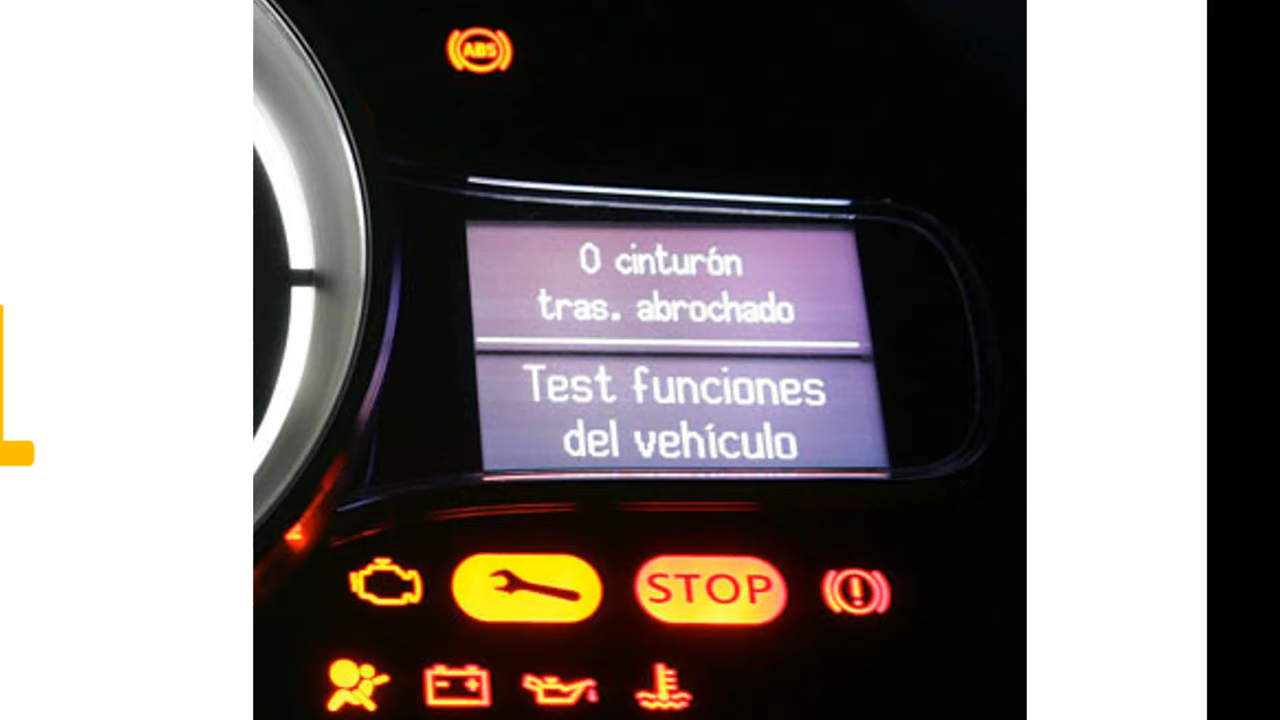 ABS
0 cinturón
tras. abrochado
Test funciones
del vehículo
STOP